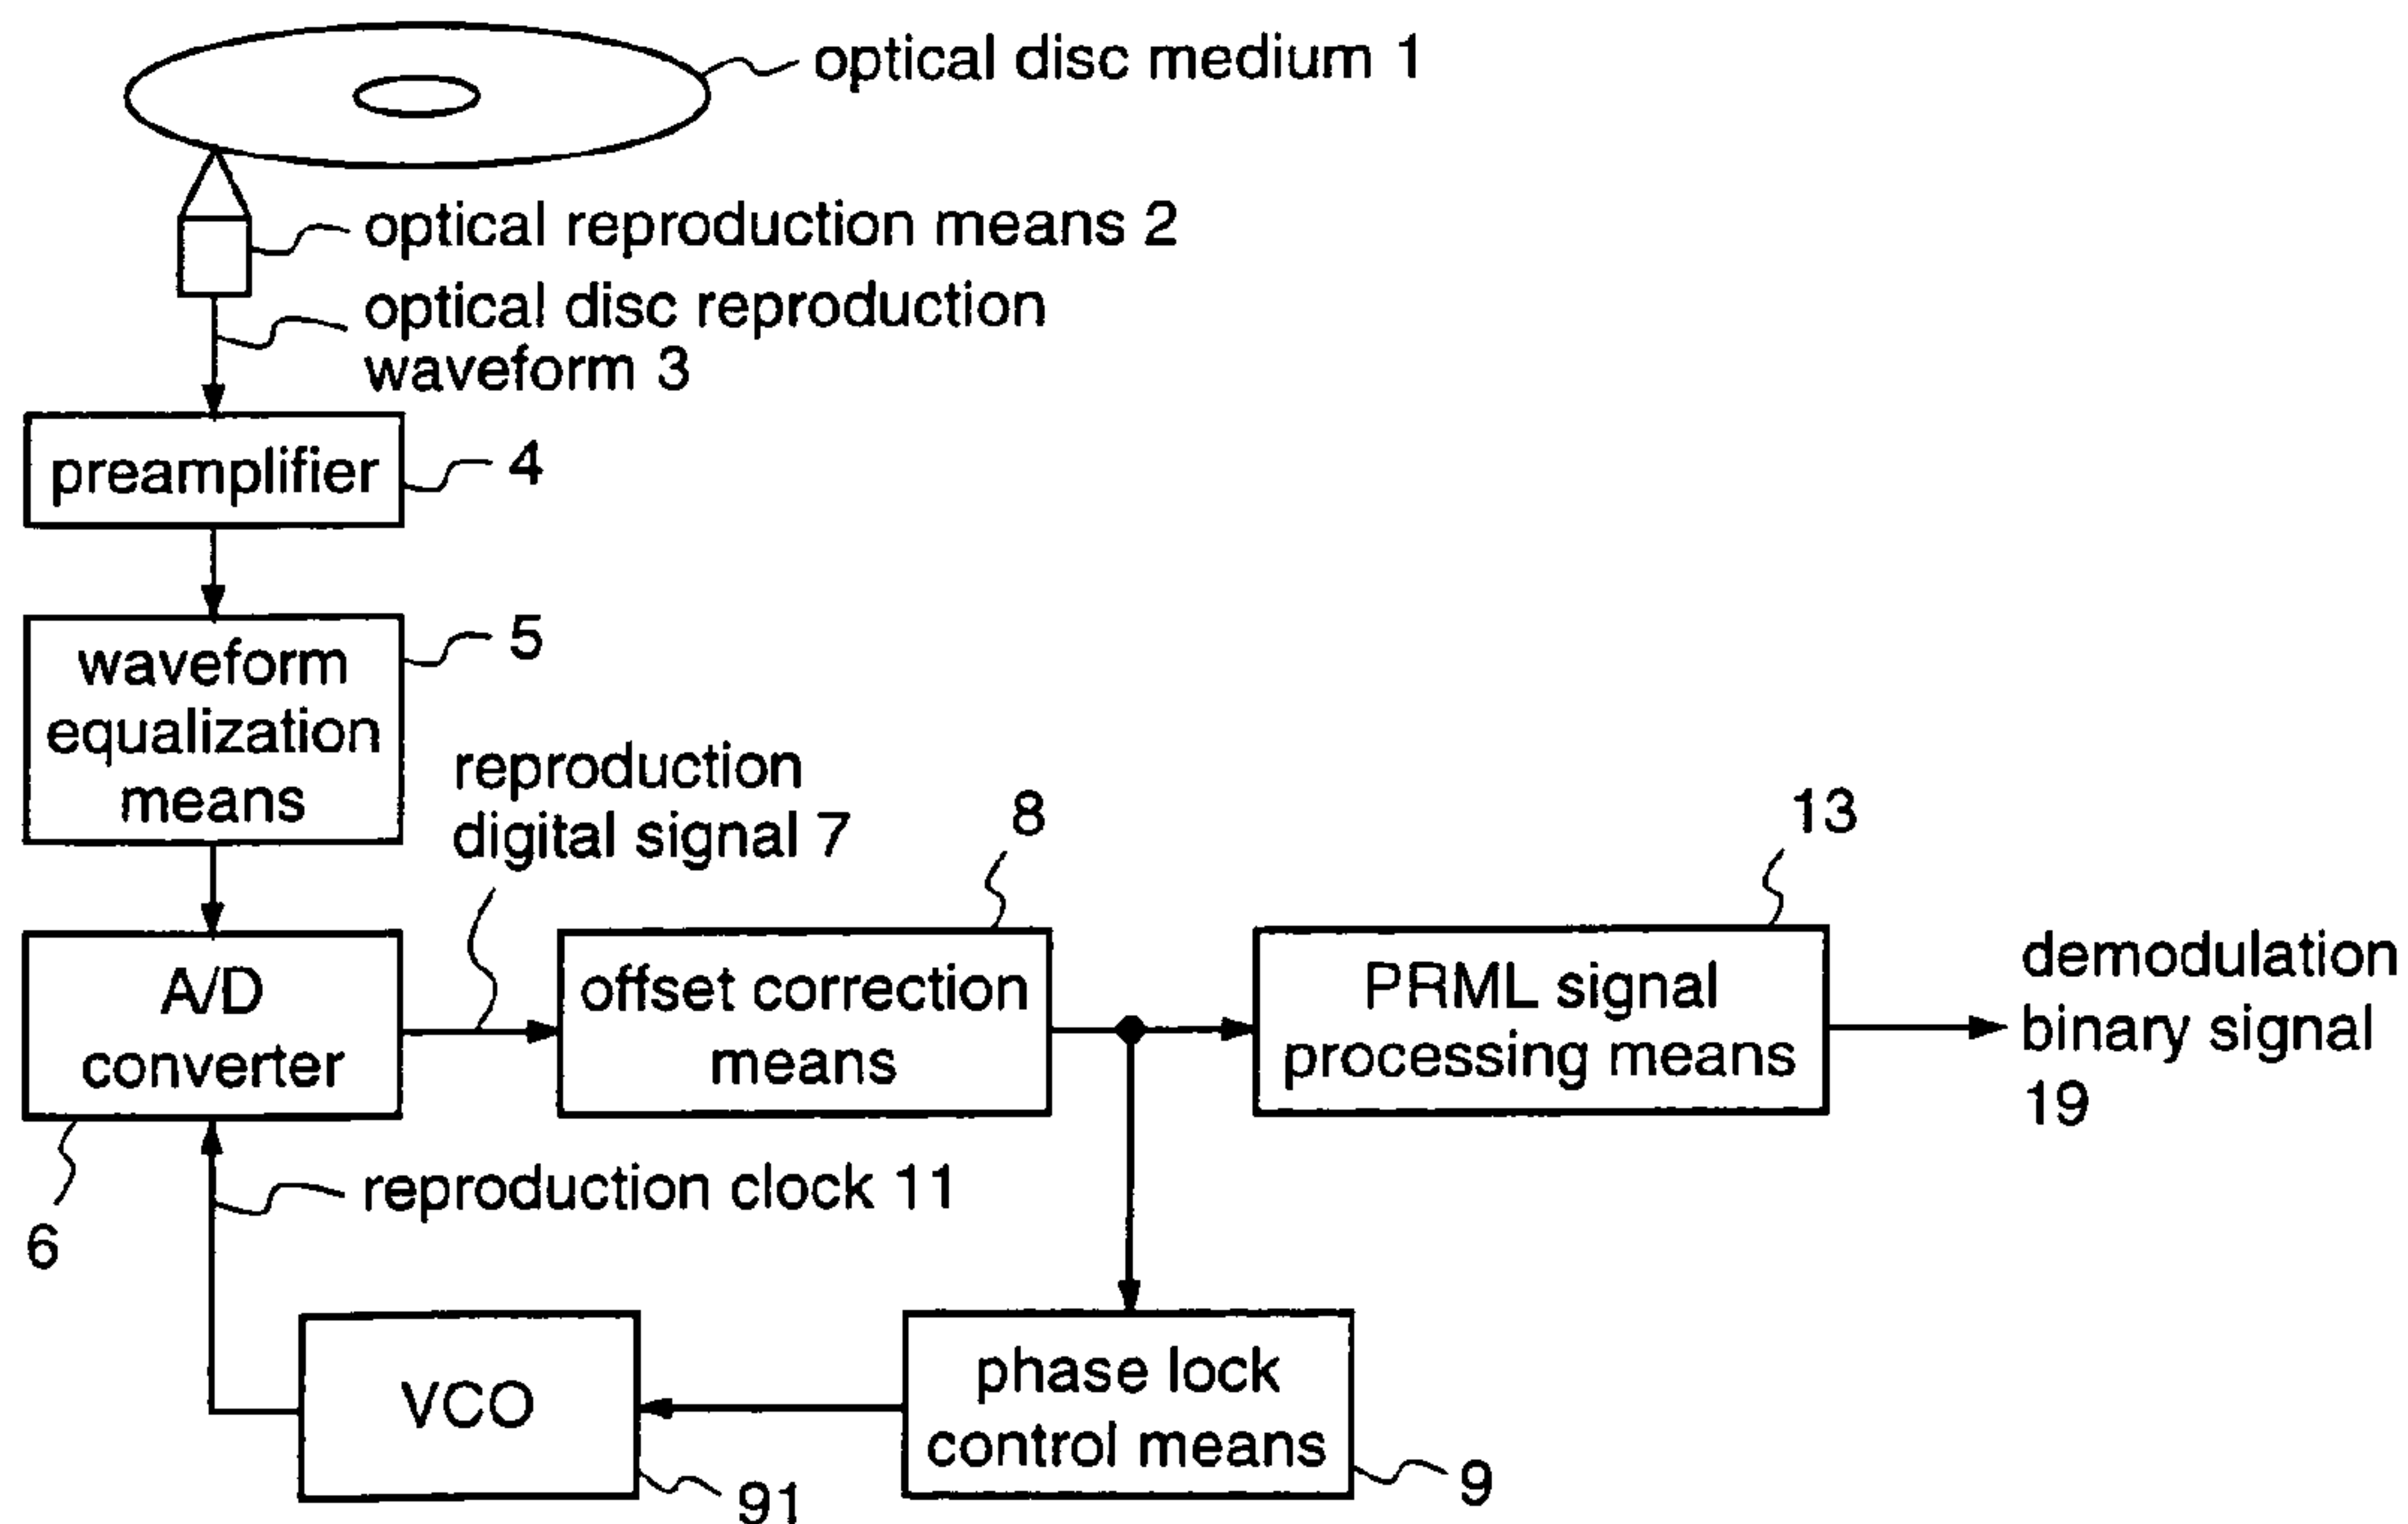 optical disc medium 1
optical reproduction means 2
optical disc reproduction
waveform 3
preamplifier
4
waveform
equalization
means
5
reproduction
digital signal 7
8
13
A/D
converter
offset correction
means
PRML signal
processing means
demodulation
binary signal
19
reproduction clock 11
6
VCO
phase lock
control means
91
9